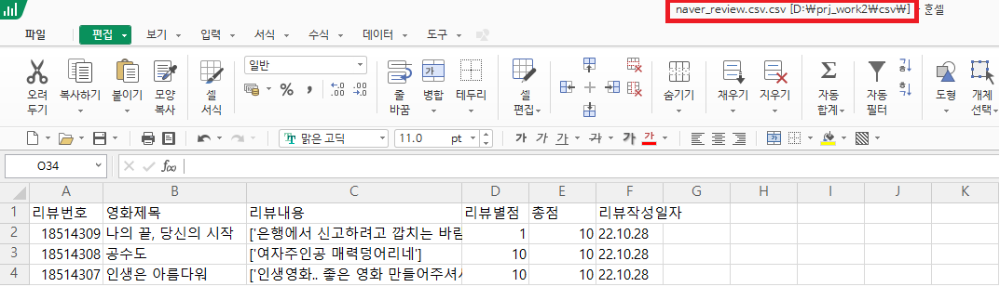 naver_review.csv.csv [D:₩prj_work2₩csv₩] - 훈셀
파일 편집 보기 입력 서식 수식 데이터 도구
일반
오려 두기 복사하기 붙이기 모양 복사 셀 서식 % , 줄 바꿈 병합 테두리 셀 편집 숨기기 채우기 지우기 자동 합계 자동 필터 도형 개체 선택
맑은 고딕 11.0 pt 가 가 가 가 가 가
O34 f(x)
A B C D E F G H I J K
1 리뷰번호 영화제목 리뷰내용 리뷰별점 총점 리뷰작성일자
2 18514309 나의 끝, 당신의 시작 ['은행에서 신고하려고 깝치는 바람 1 10 22.10.28
3 18514308 공수도 ['여자주인공 매력덩어리네'] 10 10 22.10.28
4 18514307 인생은 아름다워 ['인생영화.. 좋은 영화 만들어주셔서 10 10 22.10.28